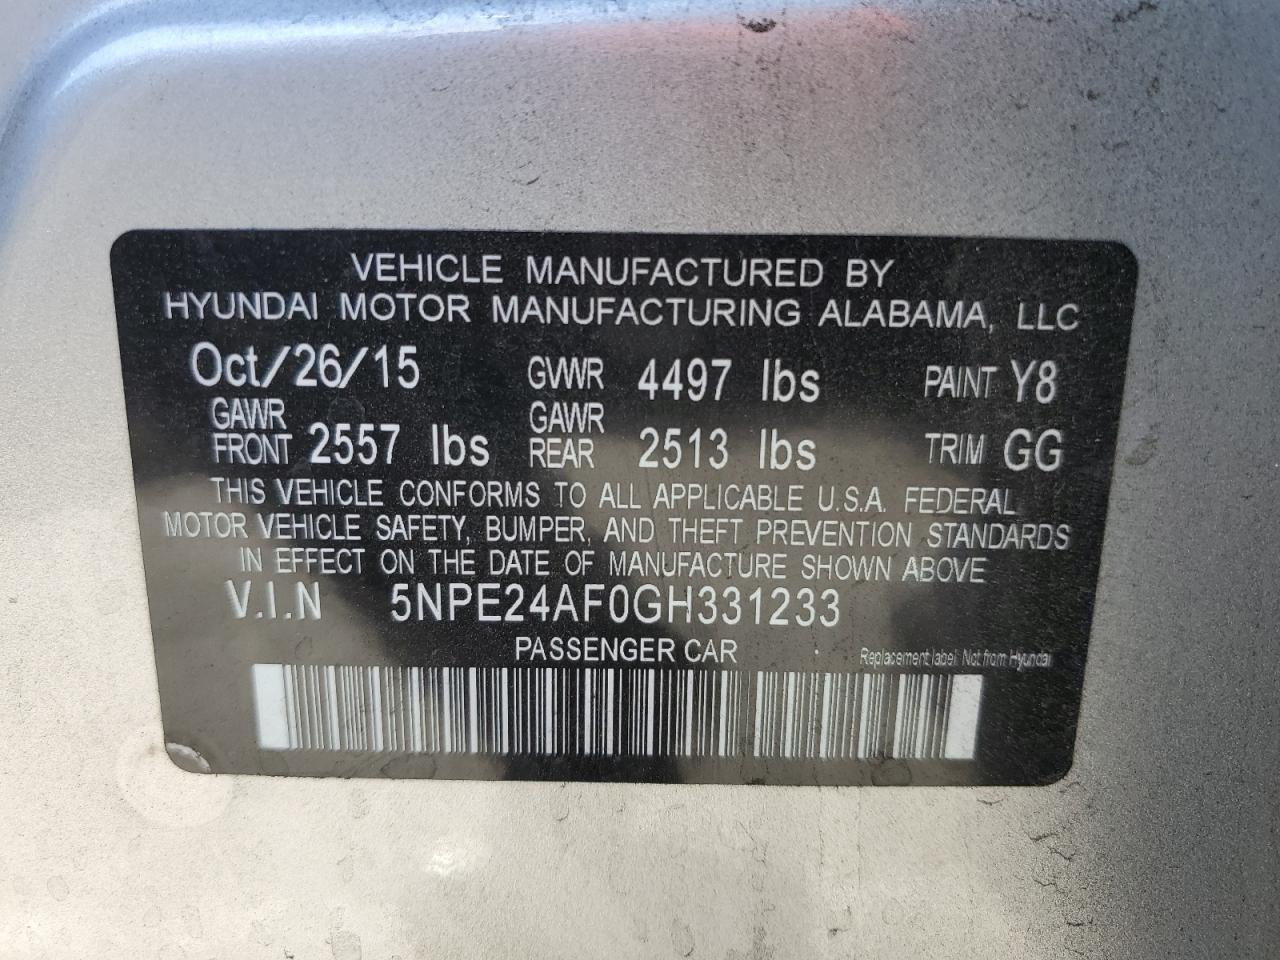 VEHICLE MANUFACTURED BY
HYUNDAI MOTOR MANUFACTURING ALABAMA, LLC
Oct/26/15 GVWR 4497 lbs PAINT Y8
GAWR FRONT 2557 lbs GAWR REAR 2513 lbs TRIM GG
THIS VEHICLE CONFORMS TO ALL APPLICABLE U.S.A. FEDERAL
MOTOR VEHICLE SAFETY, BUMPER, AND THEFT PREVENTION STANDARDS
IN EFFECT ON THE DATE OF MANUFACTURE SHOWN ABOVE
V.I.N 5NPE24AF0GH331233
PASSENGER CAR
Replacement label. Not from Hyundai